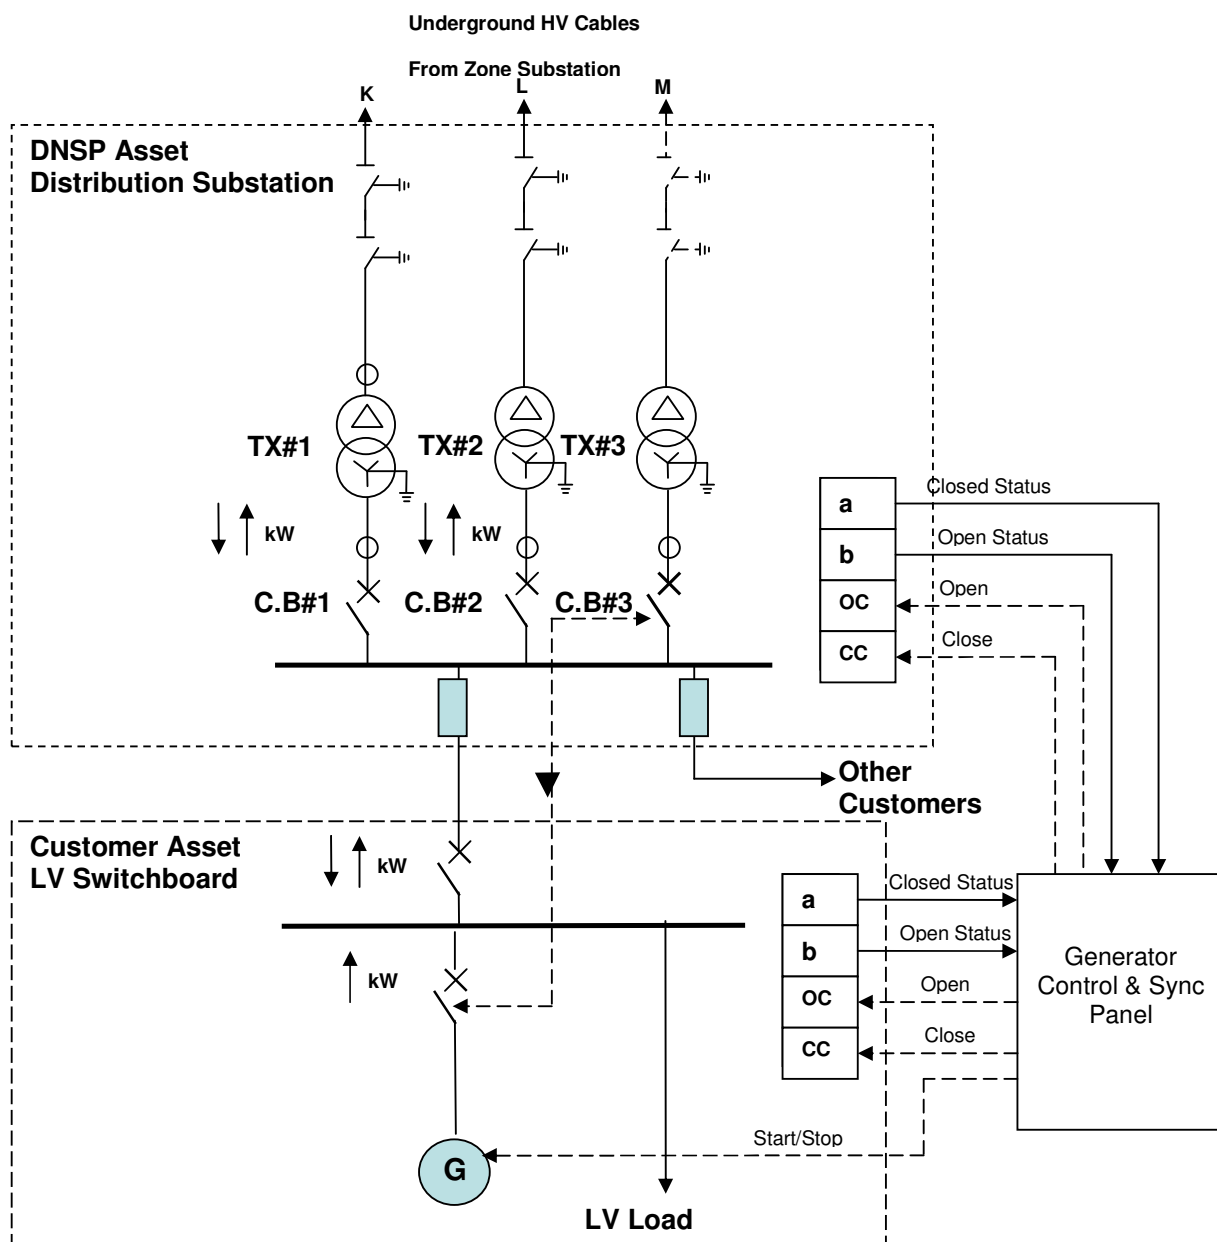 Underground HV Cables
From Zone Substation
K
L
M
DNSP Asset
Distribution Substation
TX#1
TX#2
TX#3
kW
kW
C.B#1
C.B#2
C.B#3
a
b
OC
CC
Closed Status
Open Status
Open
Close
Other
Customers
Customer Asset
LV Switchboard
kW
kW
a
b
OC
CC
Closed Status
Open Status
Open
Close
Generator
Control & Sync
Panel
Start/Stop
G
LV Load